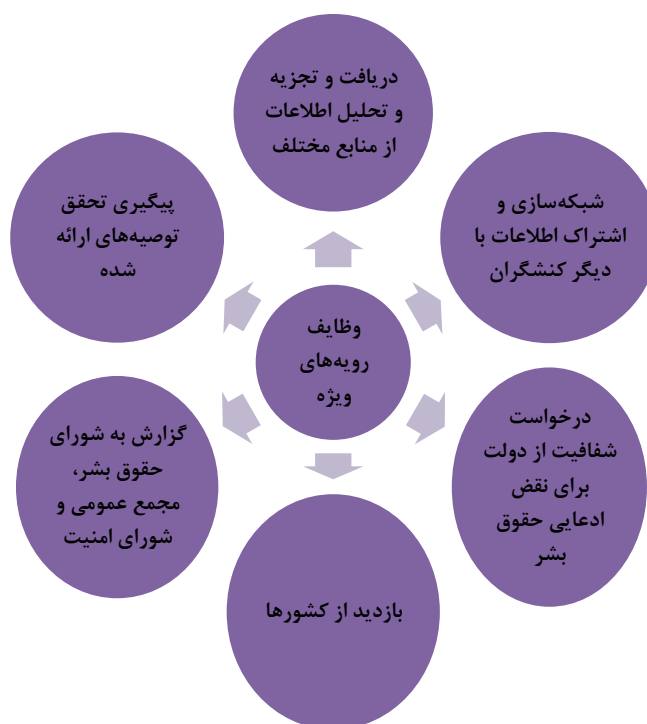 دریافت و تجزیه
و تحلیل اطلاعات
از منابع مختلف
شبکه‌سازی و
اشتراک اطلاعات با
دیگر کنشگران
درخواست
شفافیت از دولت
برای نقض
ادعایی حقوق
بشر
بازدید از کشورها
گزارش به شورای
حقوق بشر،
مجمع عمومی و
شورای امنیت
پیگیری تحقق
توصیه‌های ارائه
شده
وظایف
رویه‌های
ویژه